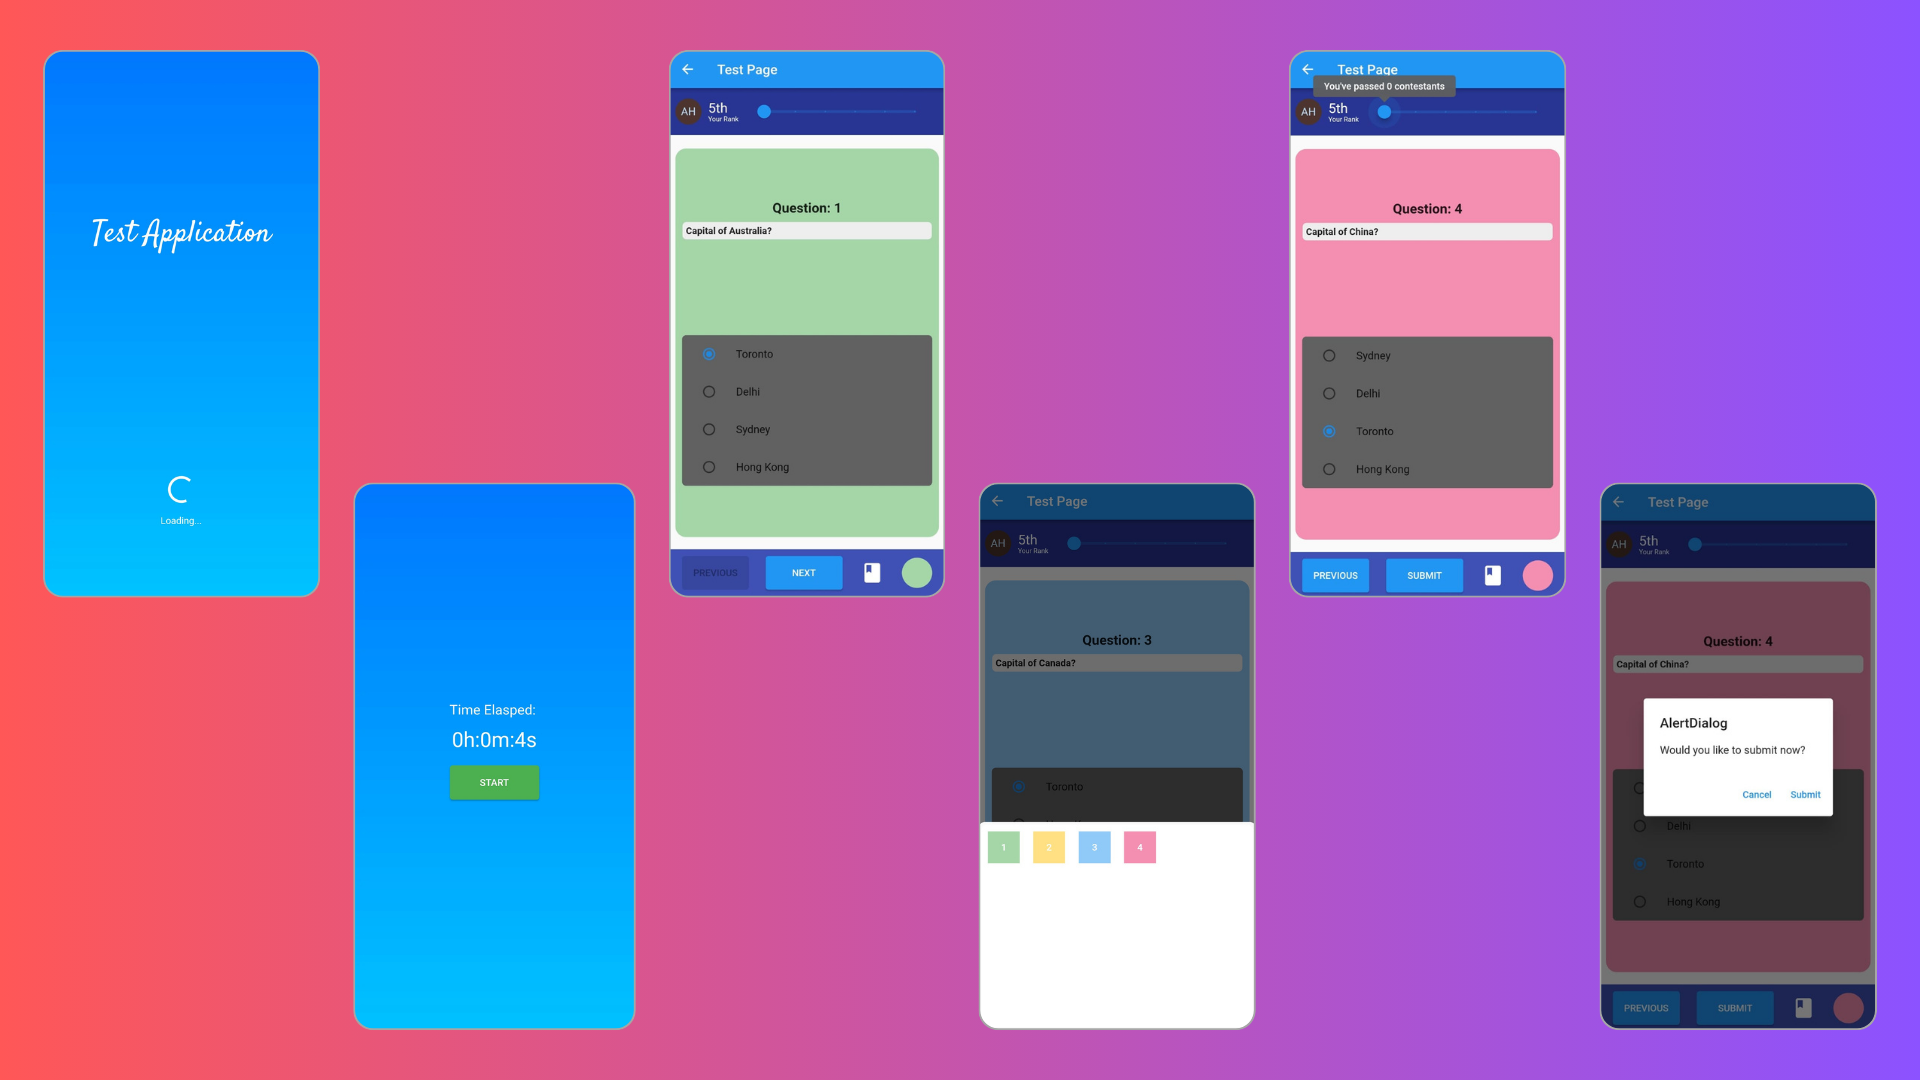 Test Application
Loading...
Time Elasped:
0h:0m:4s
START
Test Page
AH
5th
Your Rank
Question: 1
Capital of Australia?
Toronto
Delhi
Sydney
Hong Kong
PREVIOUS
NEXT
Test Page
AH
5th
Your Rank
Question: 3
Capital of Canada?
Toronto
1
2
3
4
Test Page
You've passed 0 contestants
AH
5th
Your Rank
Question: 4
Capital of China?
Sydney
Delhi
Toronto
Hong Kong
PREVIOUS
SUBMIT
Test Page
AH
5th
Your Rank
Question: 4
Capital of China?
AlertDialog
Would you like to submit now?
Cancel
Submit
Delhi
Toronto
Hong Kong
PREVIOUS
SUBMIT